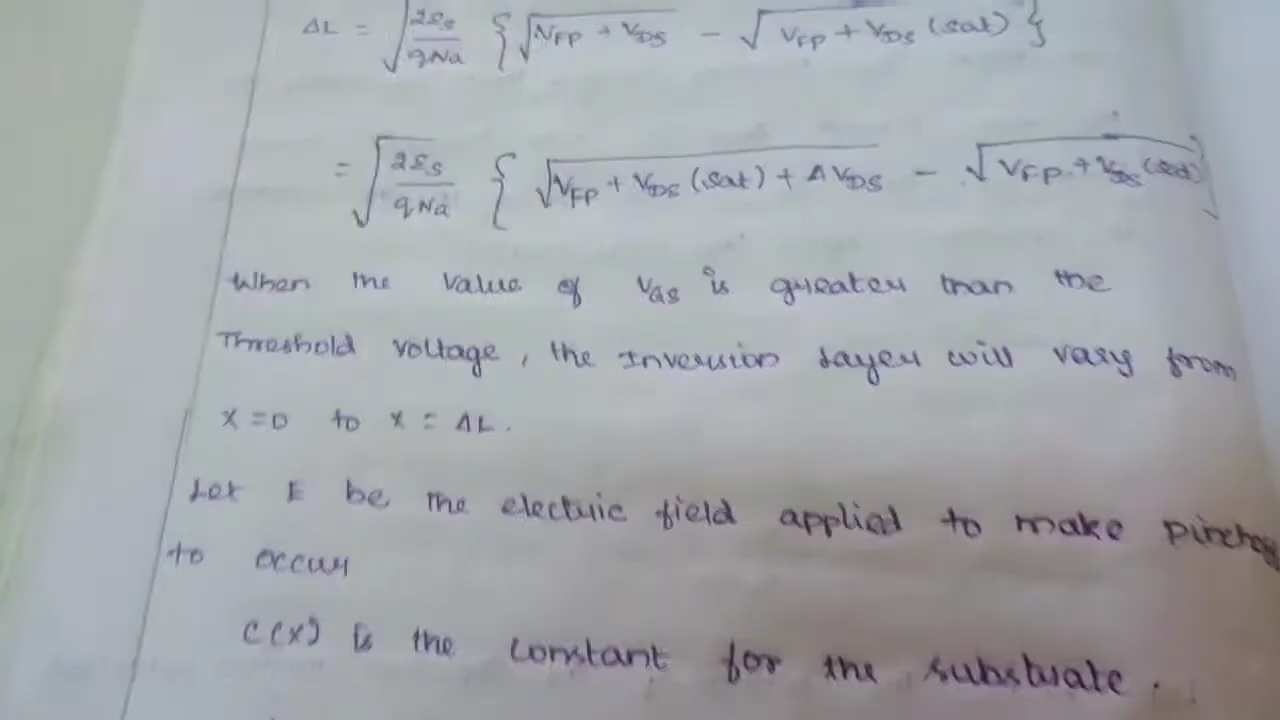 ΔL = √(2εs/qNa) { √(VFP + VDS) - √(VFP + VDS (sat)) }
= √(2εs/qNa) { √(VFP + VDS (sat) + ΔVDS) - √(VFP + VDS (sat)) }
When the value of VGS is greater than the
Threshold voltage, the Inversion layer will vary from
x = 0 to x = ΔL.
Let E be the electric field applied to make
to occur
C(x) is the constant for the substrate.